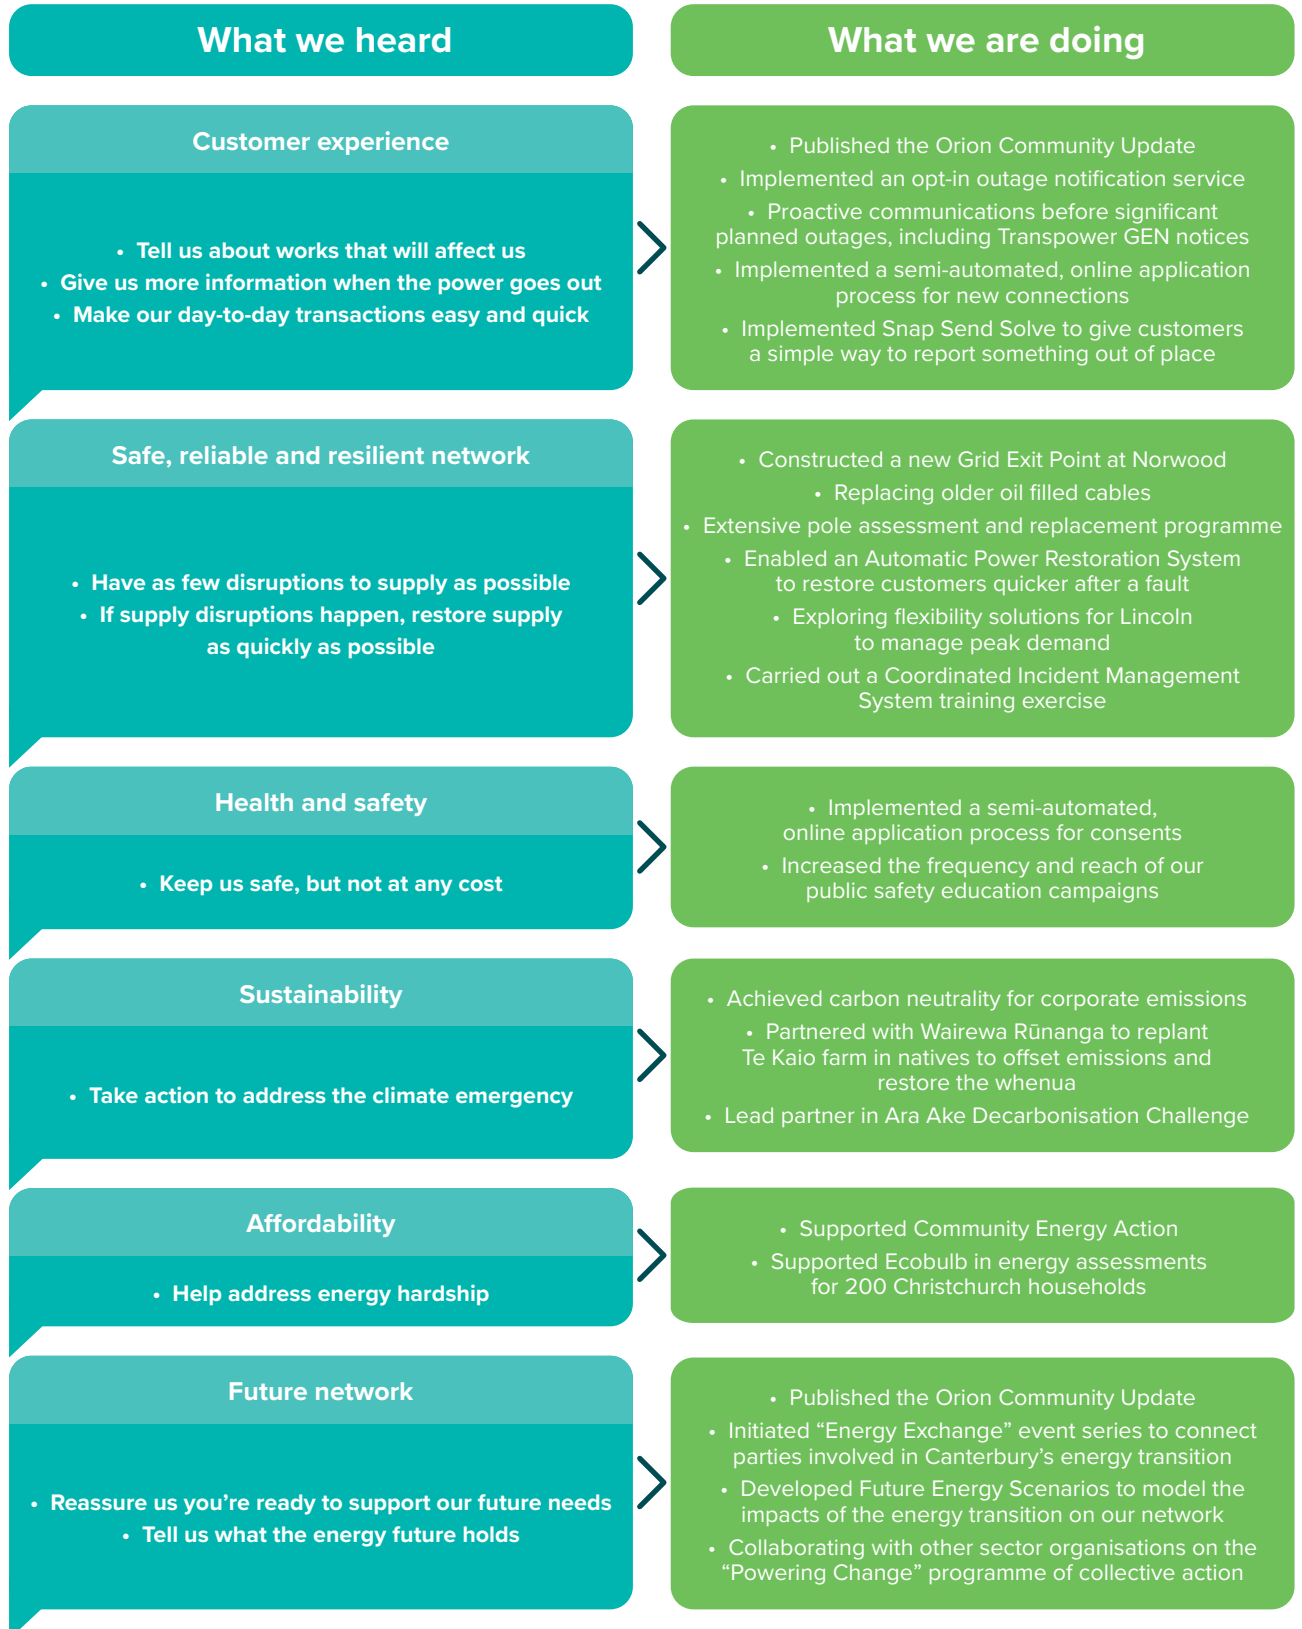 What we heard
What we are doing
Customer experience
• Tell us about works that will affect us
• Give us more information when the power goes out
• Make our day-to-day transactions easy and quick
• Published the Orion Community Update
• Implemented an opt-in outage notification service
• Proactive communications before significant
planned outages, including Transpower GEN notices
• Implemented a semi-automated, online application
process for new connections
• Implemented Snap Send Solve to give customers
a simple way to report something out of place
Safe, reliable and resilient network
• Have as few disruptions to supply as possible
• If supply disruptions happen, restore supply
as quickly as possible
• Constructed a new Grid Exit Point at Norwood
• Replacing older oil filled cables
• Extensive pole assessment and replacement programme
• Enabled an Automatic Power Restoration System
to restore customers quicker after a fault
• Exploring flexibility solutions for Lincoln
to manage peak demand
• Carried out a Coordinated Incident Management
System training exercise
Health and safety
• Keep us safe, but not at any cost
• Implemented a semi-automated,
online application process for consents
• Increased the frequency and reach of our
public safety education campaigns
Sustainability
• Take action to address the climate emergency
• Achieved carbon neutrality for corporate emissions
• Partnered with Wairewa Rūnanga to replant
Te Kaio farm in natives to offset emissions and
restore the whenua
• Lead partner in Ara Ake Decarbonisation Challenge
Affordability
• Help address energy hardship
• Supported Community Energy Action
• Supported Ecobulb in energy assessments
for 200 Christchurch households
Future network
• Reassure us you’re ready to support our future needs
• Tell us what the energy future holds
• Published the Orion Community Update
• Initiated “Energy Exchange” event series to connect
parties involved in Canterbury’s energy transition
• Developed Future Energy Scenarios to model the
impacts of the energy transition on our network
• Collaborating with other sector organisations on the
“Powering Change” programme of collective action